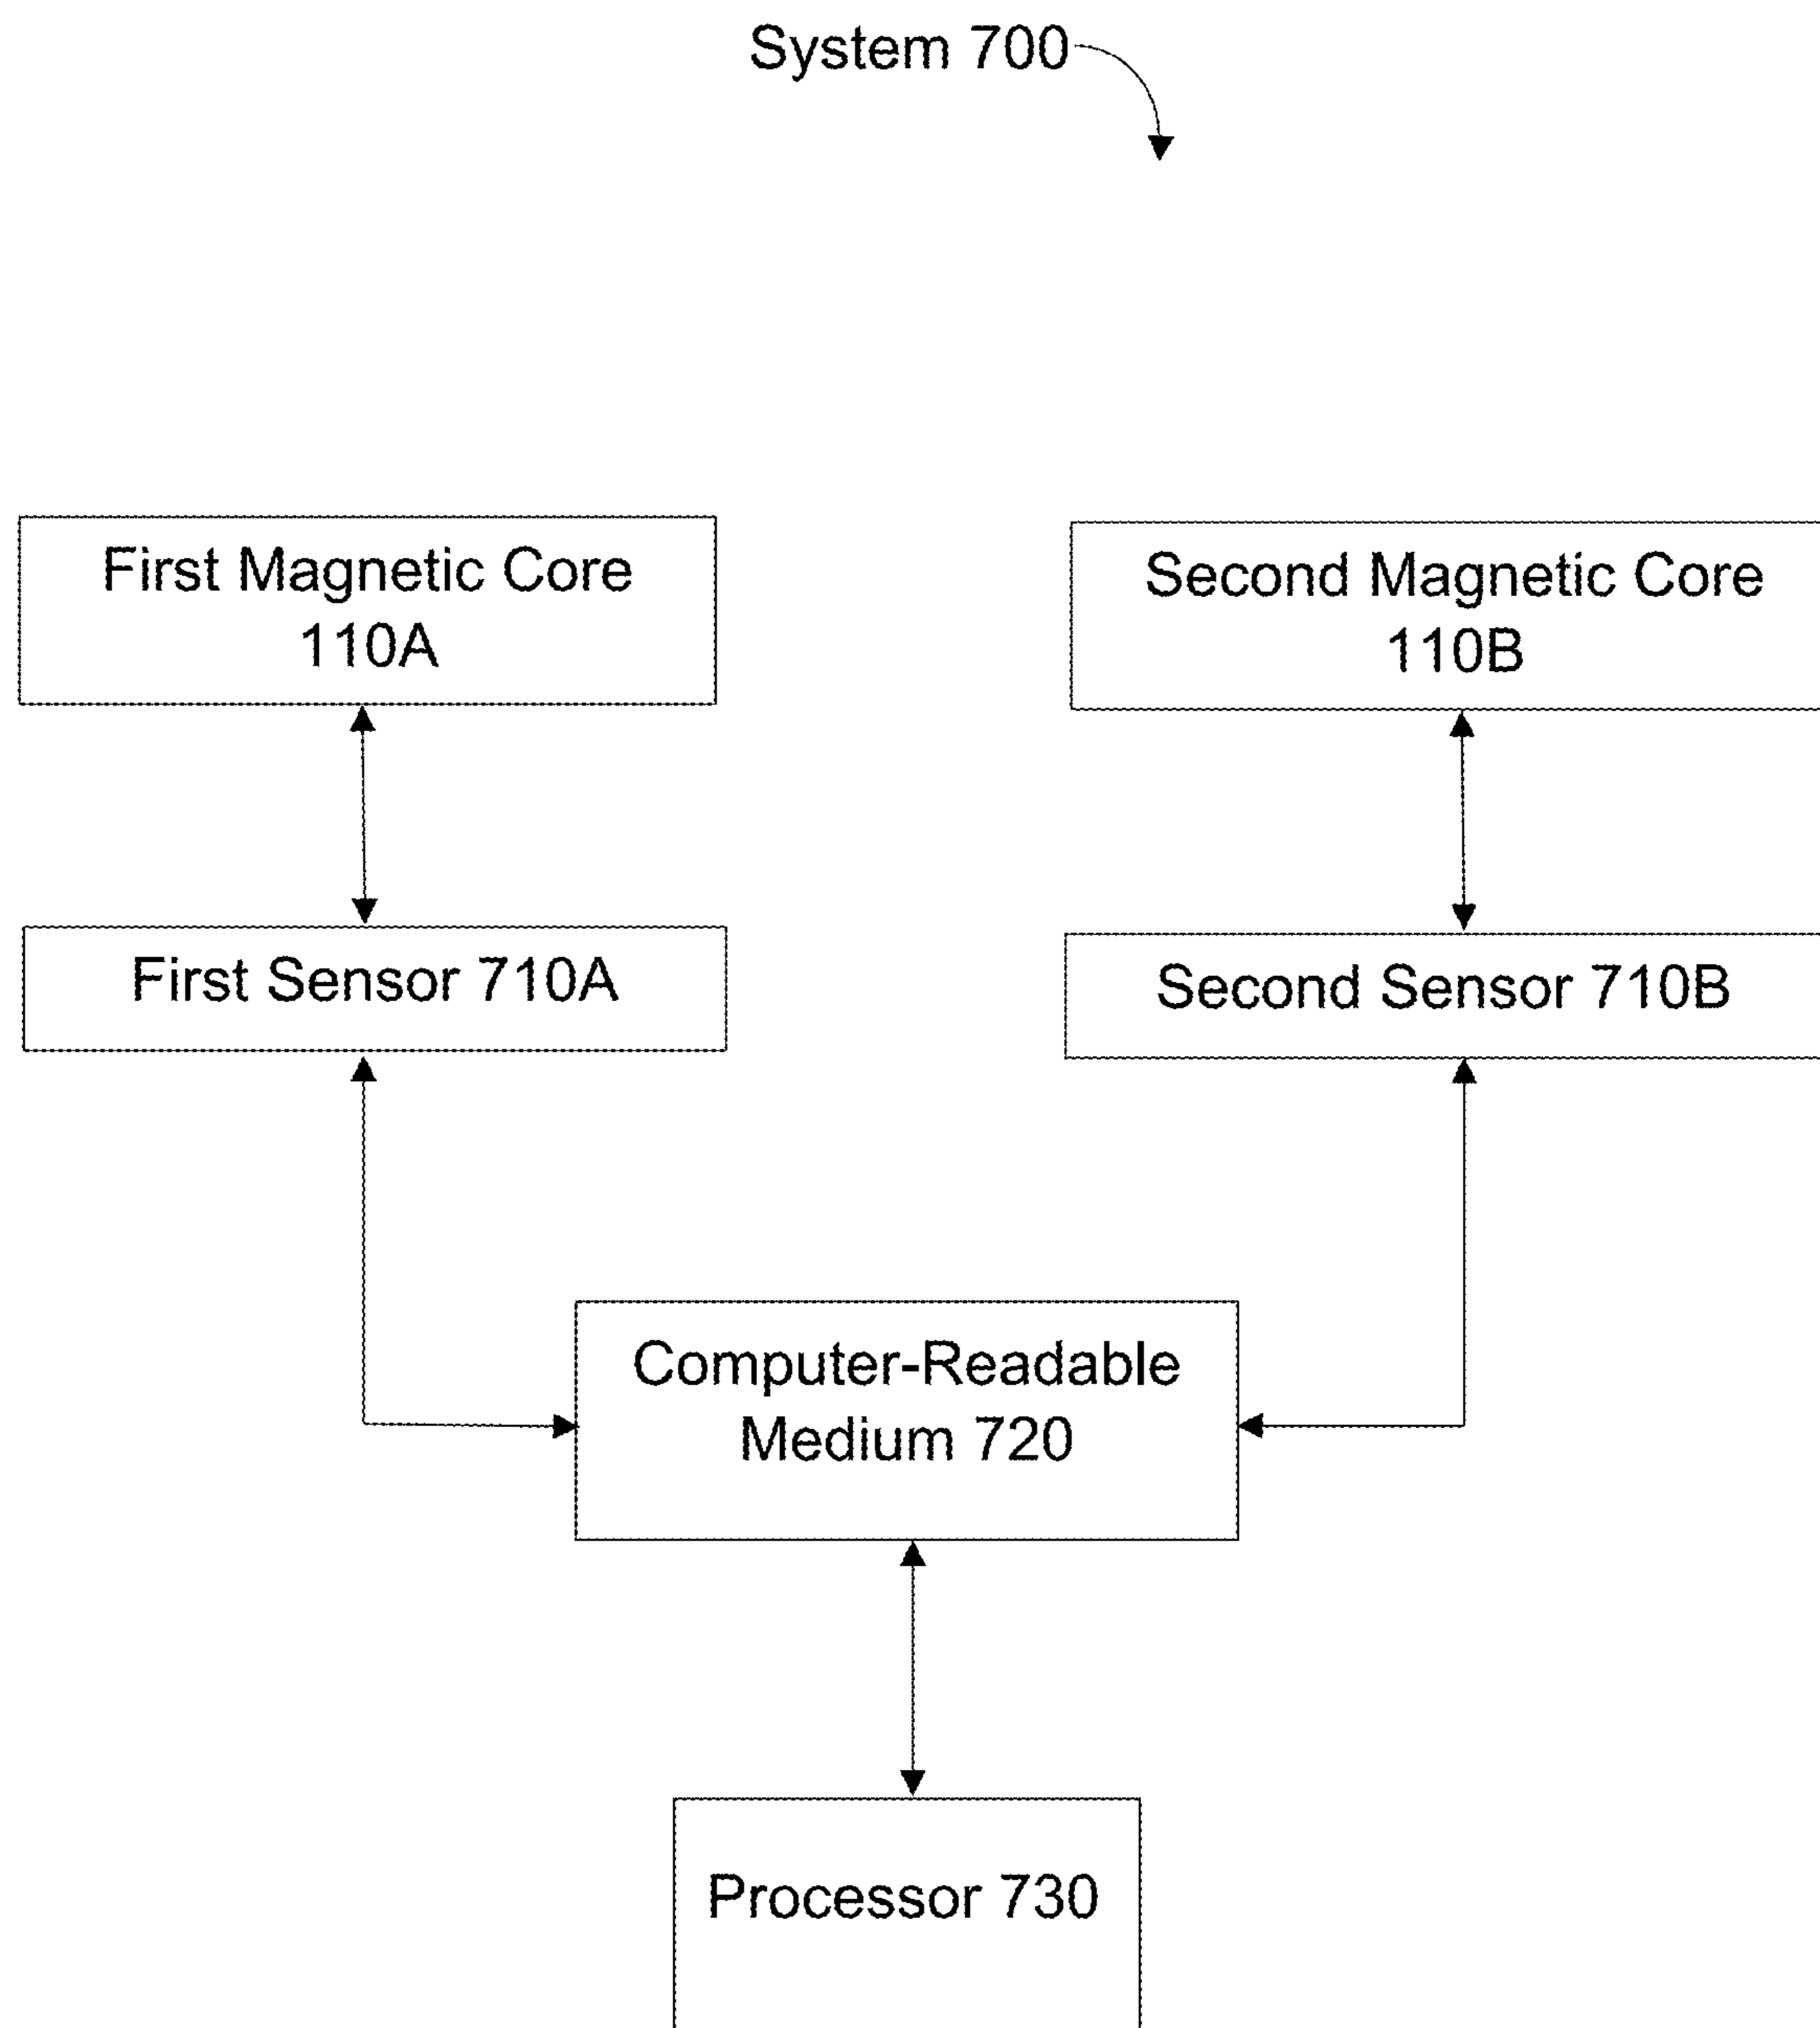 System 700
First Magnetic Core
110A
Second Magnetic Core
110B
First Sensor 710A
Second Sensor 710B
Computer-Readable
Medium 720
Processor 730